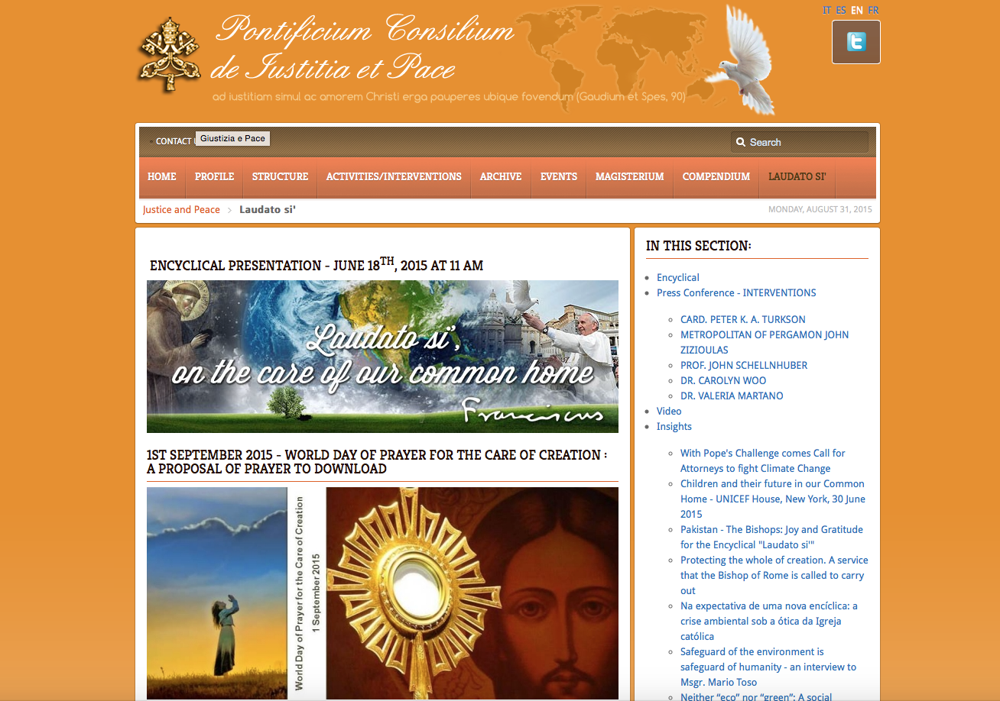 IT ES EN FR
Pontificium Consilium
de Iustitia et Pace
ad iustitiam simul ac amorem Christi erga pauperes ubique fovendum (Gaudium et Spes, 90)
CONTACT
Giustizia e Pace
Search
HOME PROFILE STRUCTURE ACTIVITIES/INTERVENTIONS ARCHIVE EVENTS MAGISTERIUM COMPENDIUM LAUDATO SI'
Justice and Peace > Laudato si'
MONDAY, AUGUST 31, 2015
ENCYCLICAL PRESENTATION - JUNE 18TH, 2015 AT 11 AM
Laudato si',
on the care of our common home
Franciscus
1ST SEPTEMBER 2015 - WORLD DAY OF PRAYER FOR THE CARE OF CREATION :
A PROPOSAL OF PRAYER TO DOWNLOAD
World Day of Prayer for the Care of Creation
1 September 2015
IN THIS SECTION:
Encyclical
Press Conference - INTERVENTIONS
CARD. PETER K. A. TURKSON
METROPOLITAN OF PERGAMON JOHN
ZIZIOULAS
PROF. JOHN SCHELLNHUBER
DR. CAROLYN WOO
DR. VALERIA MARTANO
Video
Insights
With Pope's Challenge comes Call for
Attorneys to fight Climate Change
Children and their future in our Common
Home - UNICEF House, New York, 30 June
2015
Pakistan - The Bishops: Joy and Gratitude
for the Encyclical "Laudato si'"
Protecting the whole of creation. A service
that the Bishop of Rome is called to carry
out
Na expectativa de uma nova encíclica: a
crise ambiental sob a ótica da Igreja
católica
Safeguard of the environment is
safeguard of humanity - an interview to
Msgr. Mario Toso
Neither “eco” nor “green”: A social